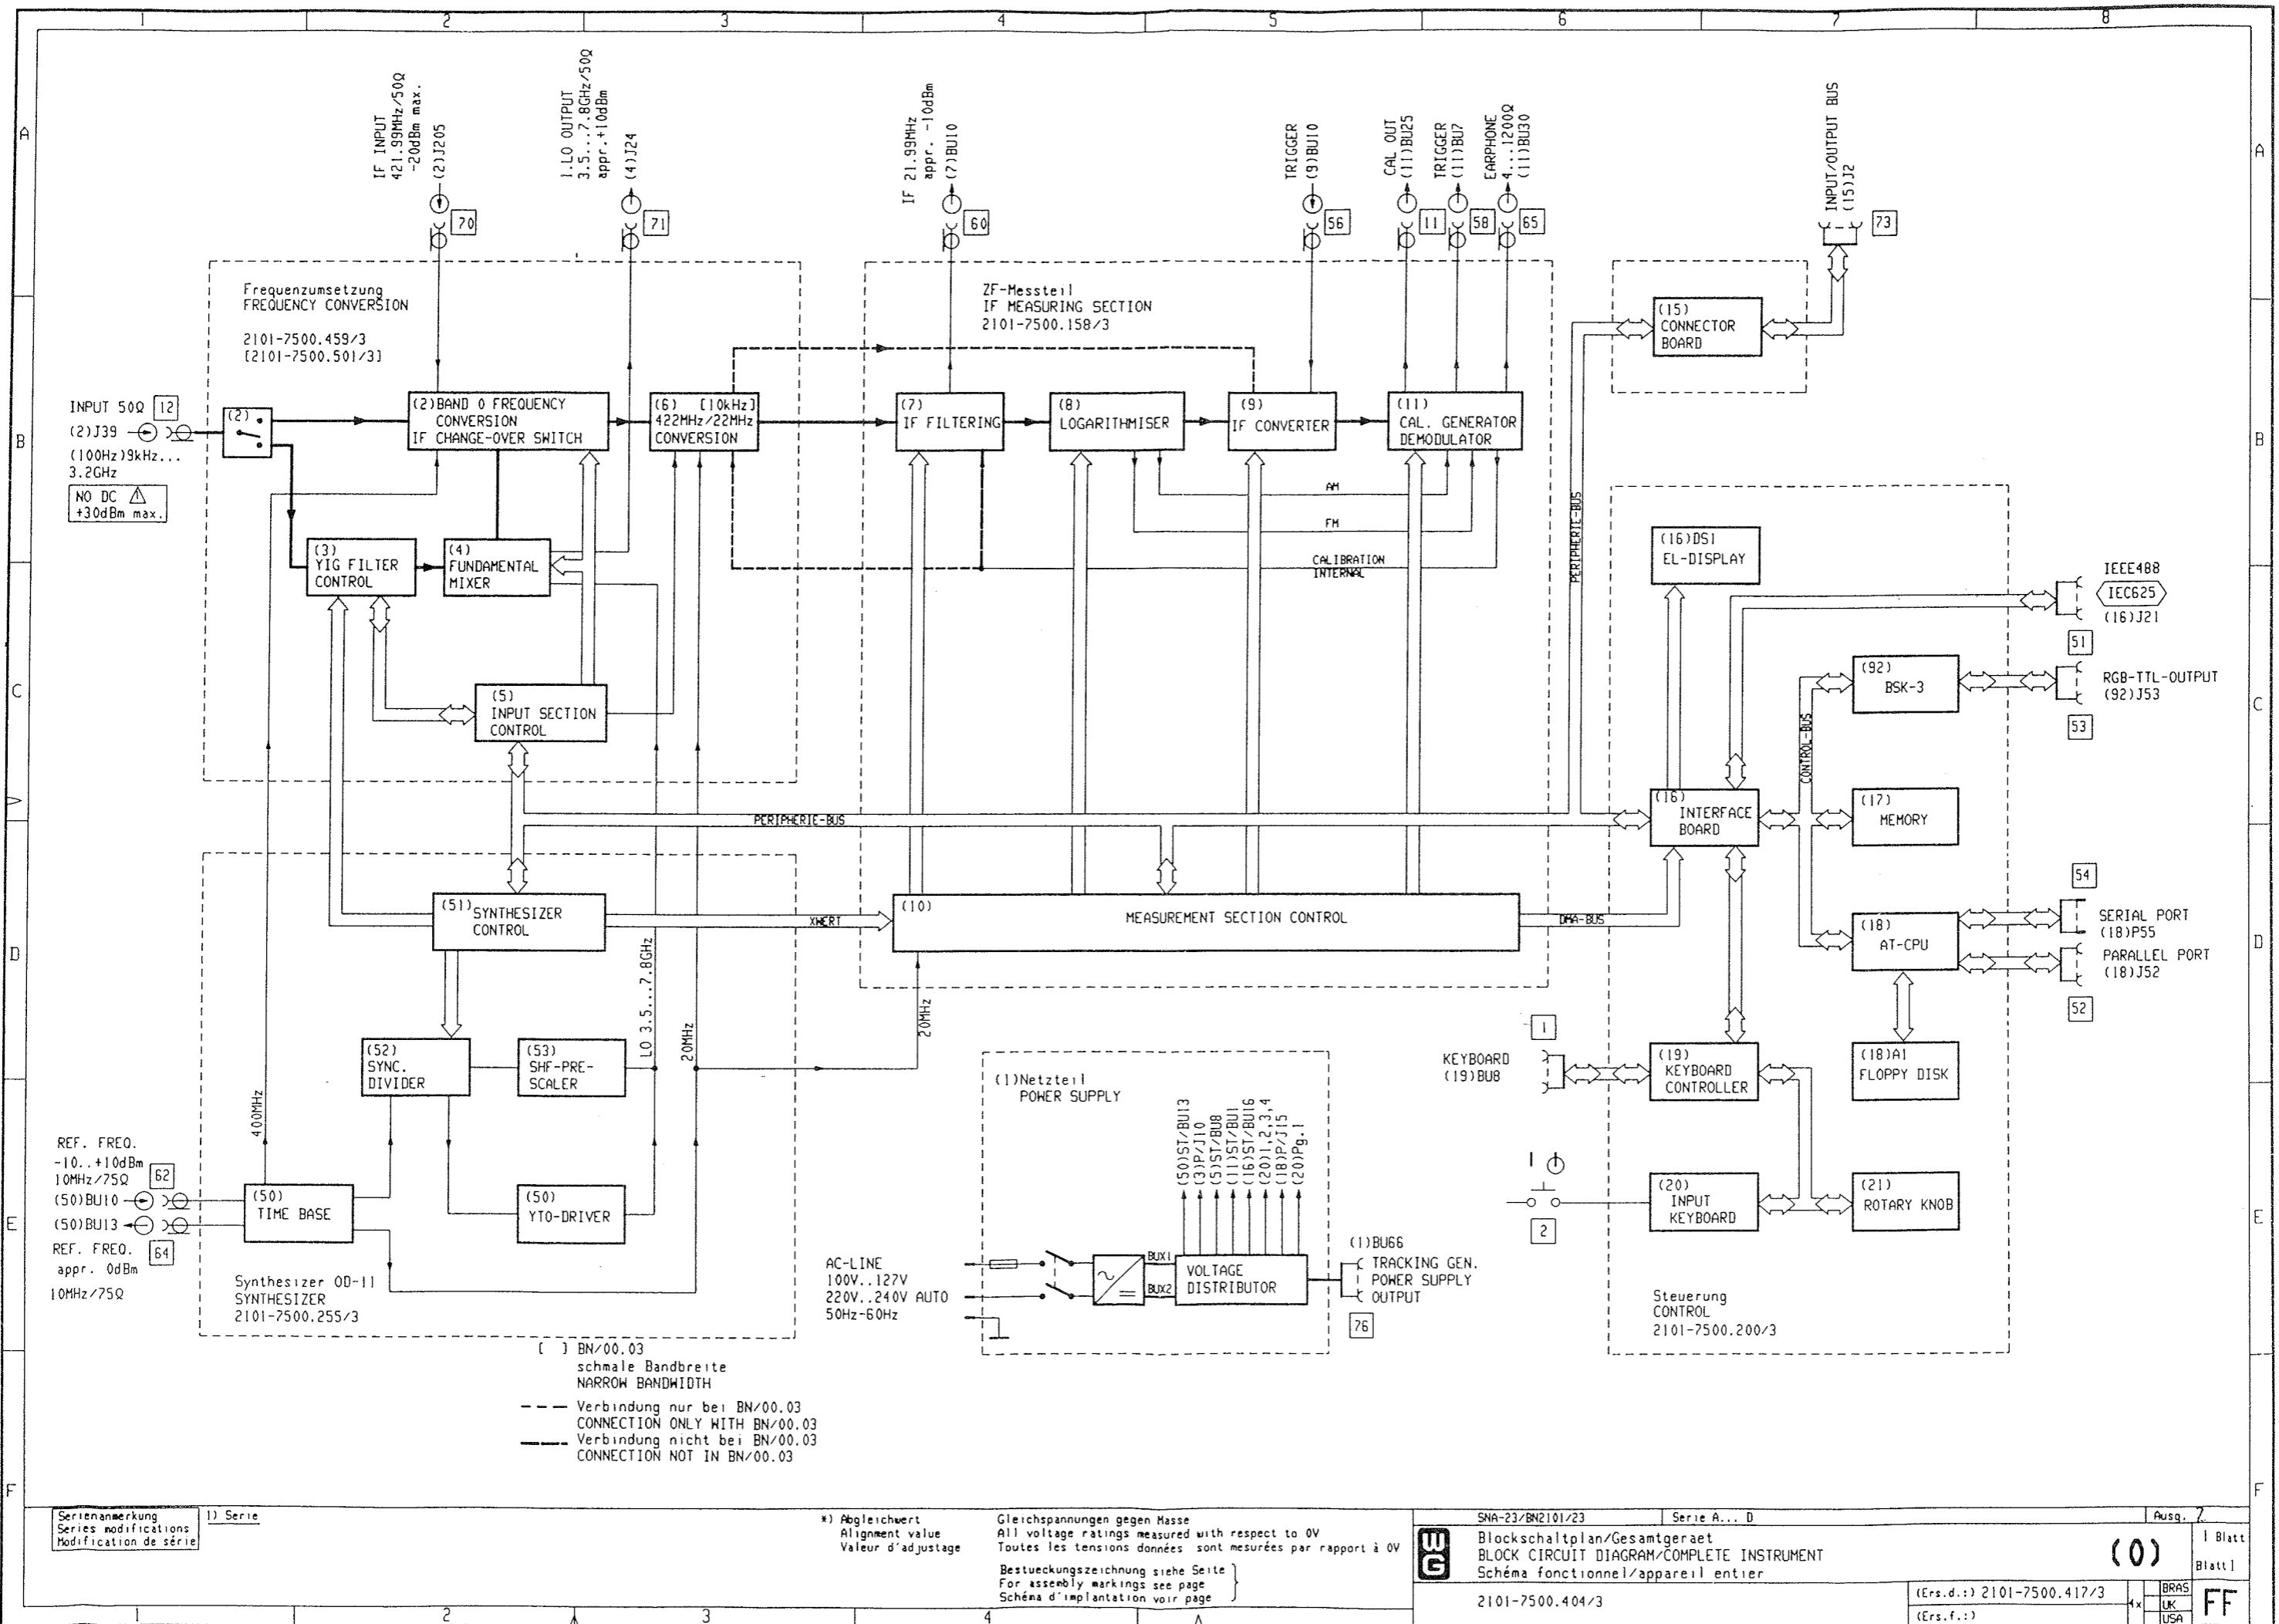 1 2 3 4 5 6 7 8
A
B
C
D
E
F
IF INPUT
421.99MHz/50Ω
-20dBm max.
(2)J205
70
1.LO OUTPUT
3.5...7.8GHz/50Ω
appr.+10dBm
(4)J24
71
IF 21.99MHz
appr. -10dBm
(7)BU10
60
TRIGGER
(9)BU10
56
CAL OUT
(11)BU25
11
TRIGGER
(11)BU7
58
EARPHONE
4...1200Ω
(11)BU30
65
INPUT/OUTPUT BUS
(15)J2
73
Frequenzumsetzung
FREQUENCY CONVERSION
2101-7500.459/3
[2101-7500.501/3]
ZF-Messteil
IF MEASURING SECTION
2101-7500.158/3
(15)
CONNECTOR
BOARD
INPUT 50Ω 12
(2)J39
(100Hz)9kHz...
3.2GHz
NO DC
+30dBm max.
(2)
(2)BAND 0 FREQUENCY
CONVERSION
IF CHANGE-OVER SWITCH
(6) [10kHz]
422MHz/22MHz
CONVERSION
(7)
IF FILTERING
(8)
LOGARITHMISER
(9)
IF CONVERTER
(11)
CAL. GENERATOR
DEMODULATOR
AM
FM
CALIBRATION
INTERNAL
PERIPHERIE-BUS
(3)
YIG FILTER
CONTROL
(4)
FUNDAMENTAL
MIXER
(5)
INPUT SECTION
CONTROL
(16)DS1
EL-DISPLAY
IEEE488
IEC625
(16)J21
51
(92)
BSK-3
RGB-TTL-OUTPUT
(92)J53
53
CONTROL-BUS
(16)
INTERFACE
BOARD
(17)
MEMORY
PERIPHERIE-BUS
(51)
SYNTHESIZER
CONTROL
XWERT
(10)
MEASUREMENT SECTION CONTROL
DMA-BUS
(18)
AT-CPU
54
SERIAL PORT
(18)P55
PARALLEL PORT
(18)J52
52
LO 3.5...7.8GHz
20MHz
20MHz
400MHz
(52)
SYNC.
DIVIDER
(53)
SHF-PRE-
SCALER
1
KEYBOARD
(19)BU8
(19)
KEYBOARD
CONTROLLER
(18)A1
FLOPPY DISK
REF. FREQ.
-10..+10dBm
10MHz/75Ω
62
(50)BU10
(50)BU13
REF. FREQ.
appr. 0dBm
64
10MHz/75Ω
(50)
TIME BASE
(50)
YTO-DRIVER
Synthesizer OD-11
SYNTHESIZER
2101-7500.255/3
(1)Netzteil
POWER SUPPLY
(50)ST/BU13
(3)P/J10
(5)ST/BU8
(11)ST/BU1
(16)ST/BU16
(20)1,2,3,4
(18)P/J15
(20)Pg.1
AC-LINE
100V..127V
220V..240V AUTO
50Hz-60Hz
BUX1
BUX2
VOLTAGE
DISTRIBUTOR
(1)BU66
TRACKING GEN.
POWER SUPPLY
OUTPUT
76
2
(20)
INPUT
KEYBOARD
(21)
ROTARY KNOB
Steuerung
CONTROL
2101-7500.200/3
[ ] BN/00.03
schmale Bandbreite
NARROW BANDWIDTH
Verbindung nur bei BN/00.03
CONNECTION ONLY WITH BN/00.03
Verbindung nicht bei BN/00.03
CONNECTION NOT IN BN/00.03
Serienanmerkung
Series modifications
Modification de série
1) Serie
*) Abgleichwert
Alignment value
Valeur d'adjustage
Gleichspannungen gegen Masse
All voltage ratings measured with respect to 0V
Toutes les tensions données sont mesurées par rapport à 0V
Bestueckungszeichnung siehe Seite
For assembly markings see page
Schéma d'implantation voir page
WG
SNA-23/BN2101/23
Serie A... D
Ausg. 2
Blockschaltplan/Gesamtgeraet
BLOCK CIRCUIT DIAGRAM/COMPLETE INSTRUMENT
Schéma fonctionnel/appareil entier
(0)
1 Blatt
Blatt 1
2101-7500.404/3
(Ers.d.:) 2101-7500.417/3
(Ers.f.:)
4x
BRAS
UK
USA
FF
A
B
C
D
E
F
1 2 3 4